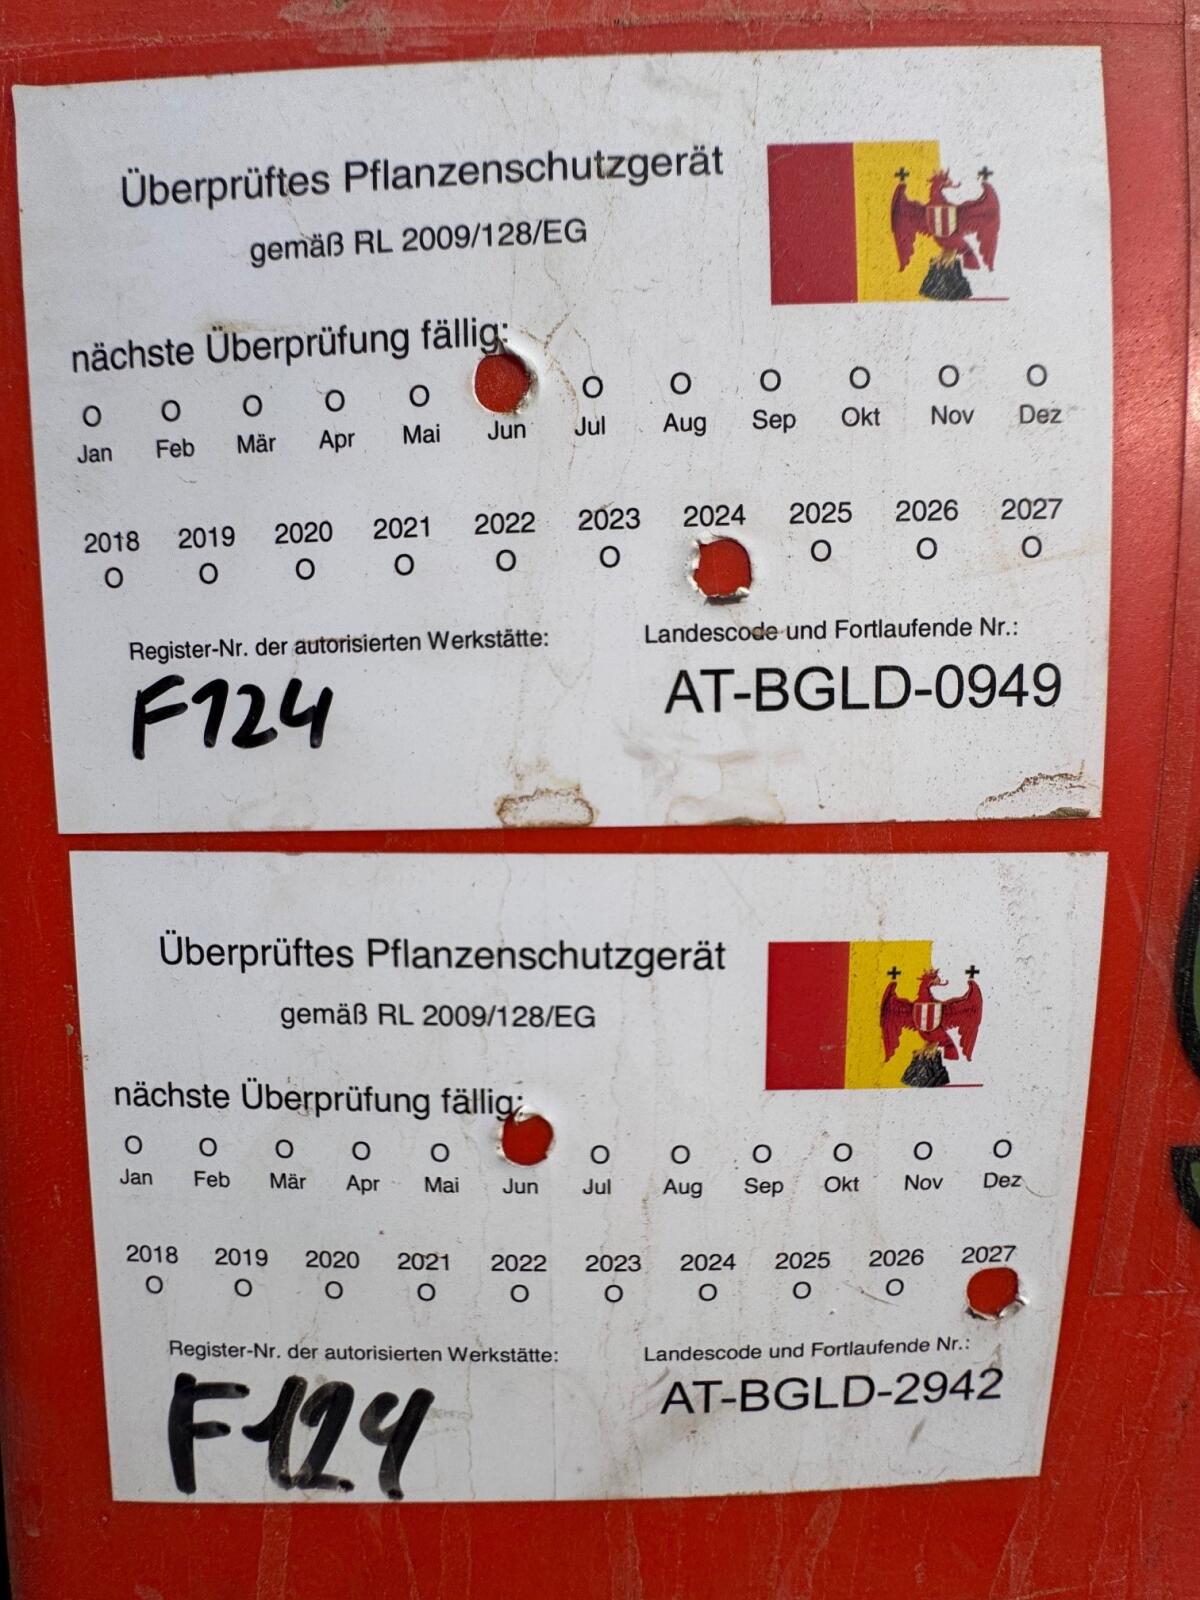 Überprüftes Pflanzenschutzgerät
gemäß RL 2009/128/EG
nächste Überprüfung fällig:
O O O O O O O O O O O
Jan Feb Mär Apr Mai Jun Jul Aug Sep Okt Nov Dez
2018 2019 2020 2021 2022 2023 2024 2025 2026 2027
O O O O O O O O O
Register-Nr. der autorisierten Werkstätte: Landescode und Fortlaufende Nr.:
F124 AT-BGLD-0949
Überprüftes Pflanzenschutzgerät
gemäß RL 2009/128/EG
nächste Überprüfung fällig:
O O O O O O O O O O O
Jan Feb Mär Apr Mai Jun Jul Aug Sep Okt Nov Dez
2018 2019 2020 2021 2022 2023 2024 2025 2026 2027
O O O O O O O O O
Register-Nr. der autorisierten Werkstätte: Landescode und Fortlaufende Nr.:
F124 AT-BGLD-2942